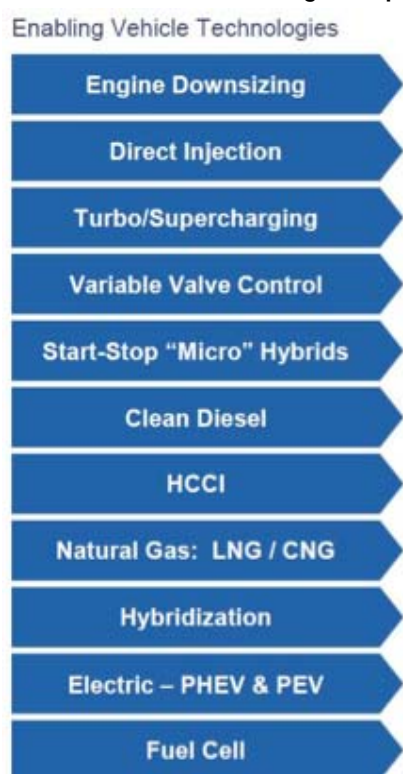 Enabling Vehicle Technologies
Engine Downsizing
Direct Injection
Turbo/Supercharging
Variable Valve Control
Start-Stop “Micro” Hybrids
Clean Diesel
HCCI
Natural Gas: LNG / CNG
Hybridization
Electric – PHEV & PEV
Fuel Cell